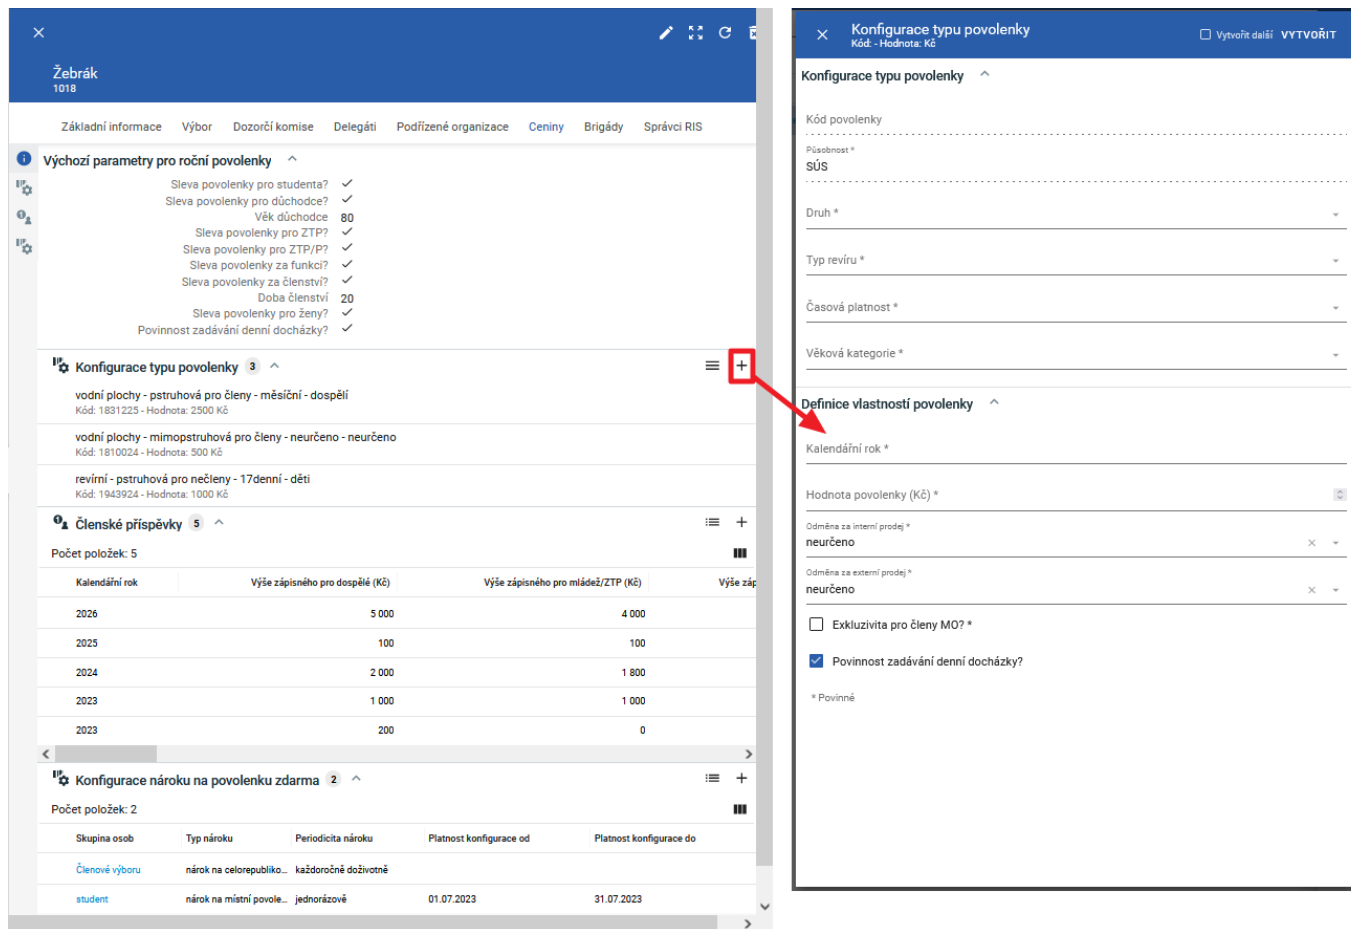 Žebrák
1018
Základní informace Výbor Dozorčí komise Delegáti Podřízené organizace Ceniny Brigády Správci RIS
Výchozí parametry pro roční povolenky
Sleva povolenky pro studenta?
Sleva povolenky pro důchodce?
Věk důchodce 80
Sleva povolenky pro ZTP?
Sleva povolenky pro ZTP/P?
Sleva povolenky za funkci?
Sleva povolenky za členství?
Doba členství 20
Sleva povolenky pro ženy?
Povinnost zadávání denní docházky?
Konfigurace typu povolenky 3
vodní plochy - pstruhová pro členy - měsíční - dospělí
Kód: 1831225 - Hodnota: 2500 Kč
vodní plochy - mimopstruhová pro členy - neurčeno - neurčeno
Kód: 1810024 - Hodnota: 500 Kč
revírní - pstruhová pro nečleny - 17denní - děti
Kód: 1943924 - Hodnota: 1000 Kč
Členské příspěvky 5
Počet položek: 5
Kalendářní rok Výše zápisného pro dospělé (Kč) Výše zápisného pro mládež/ZTP (Kč) Výše záp
2026 5 000 4 000
2025 100 100
2024 2 000 1 800
2023 1 000 1 000
2023 200 0
Konfigurace nároku na povolenku zdarma 2
Počet položek: 2
Skupina osob Typ nároku Periodicita nároku Platnost konfigurace od Platnost konfigurace do
Členové výboru nárok na celorepubliko... každoročně doživotně
student nárok na místní povole... jednorázově 01.07.2023 31.07.2023
Konfigurace typu povolenky
Kód: - Hodnota: Kč
Vytvořit další VYTVOŘIT
Konfigurace typu povolenky
Kód povolenky
Působnost *
SÚS
Druh *
Typ revíru *
Časová platnost *
Věková kategorie *
Definice vlastností povolenky
Kalendářní rok *
Hodnota povolenky (Kč) *
Odměna za interní prodej *
neurčeno
Odměna za externí prodej *
neurčeno
Exkluzivita pro členy MO? *
Povinnost zadávání denní docházky?
* Povinné